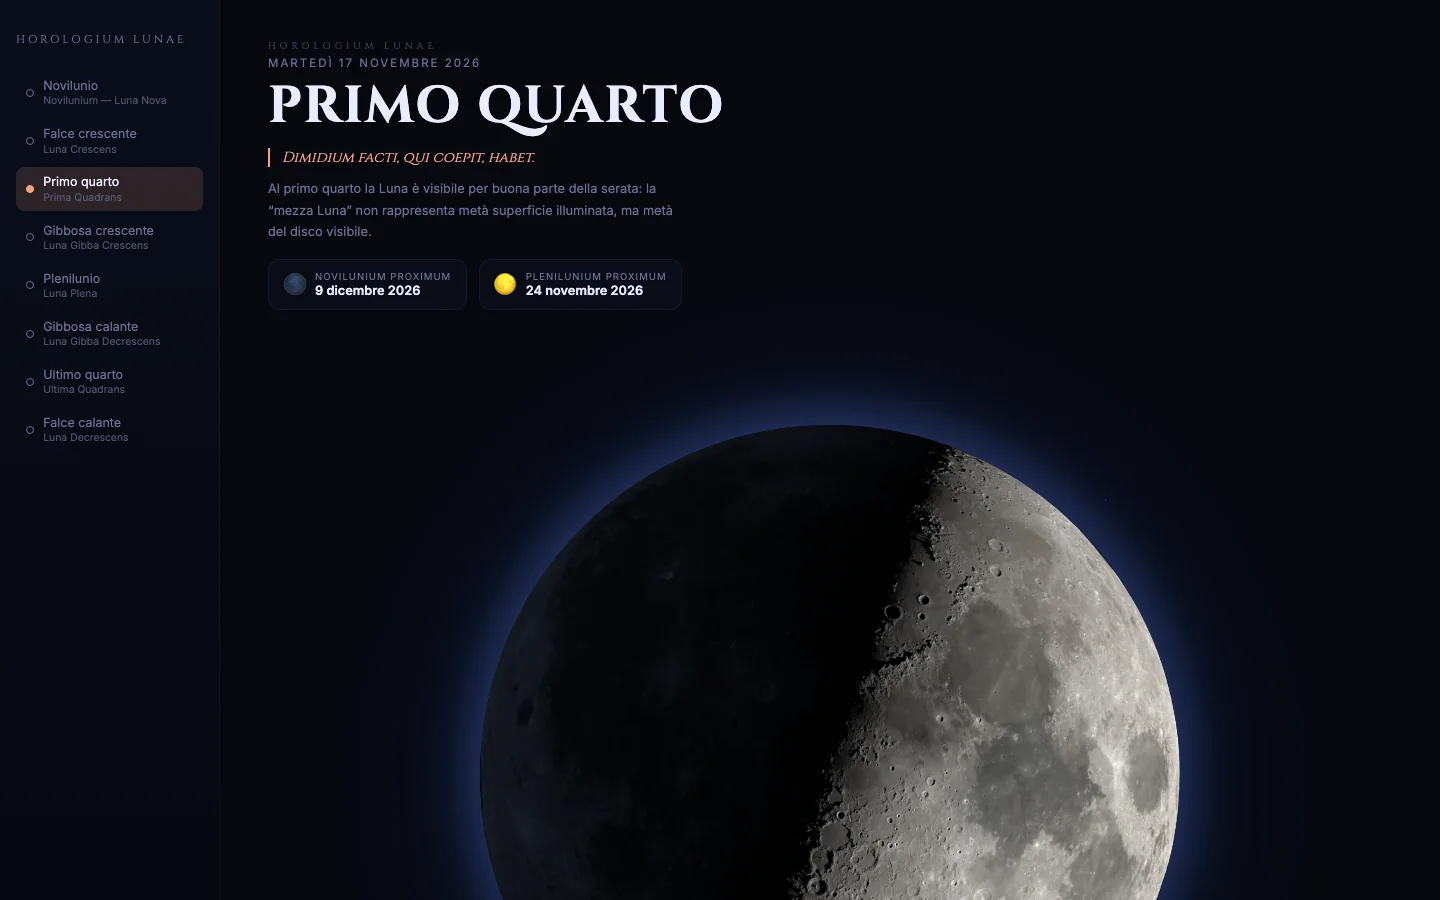 HOROLOGIUM LUNAE
Novilunio
Novilunium — Luna Nova
Falce crescente
Luna Crescens
Primo quarto
Prima Quadrans
Gibbosa crescente
Luna Gibba Crescens
Plenilunio
Luna Plena
Gibbosa calante
Luna Gibba Decrescens
Ultimo quarto
Ultima Quadrans
Falce calante
Luna Decrescens
HOROLOGIUM LUNAE
MARTEDÌ 17 NOVEMBRE 2026
PRIMO QUARTO
Dimidium facti, qui coepit, habet.
Al primo quarto la Luna è visibile per buona parte della serata: la
“mezza Luna” non rappresenta metà superficie illuminata, ma metà
del disco visibile.
NOVILUNIUM PROXIMUM
9 dicembre 2026
PLENILUNIUM PROXIMUM
24 novembre 2026